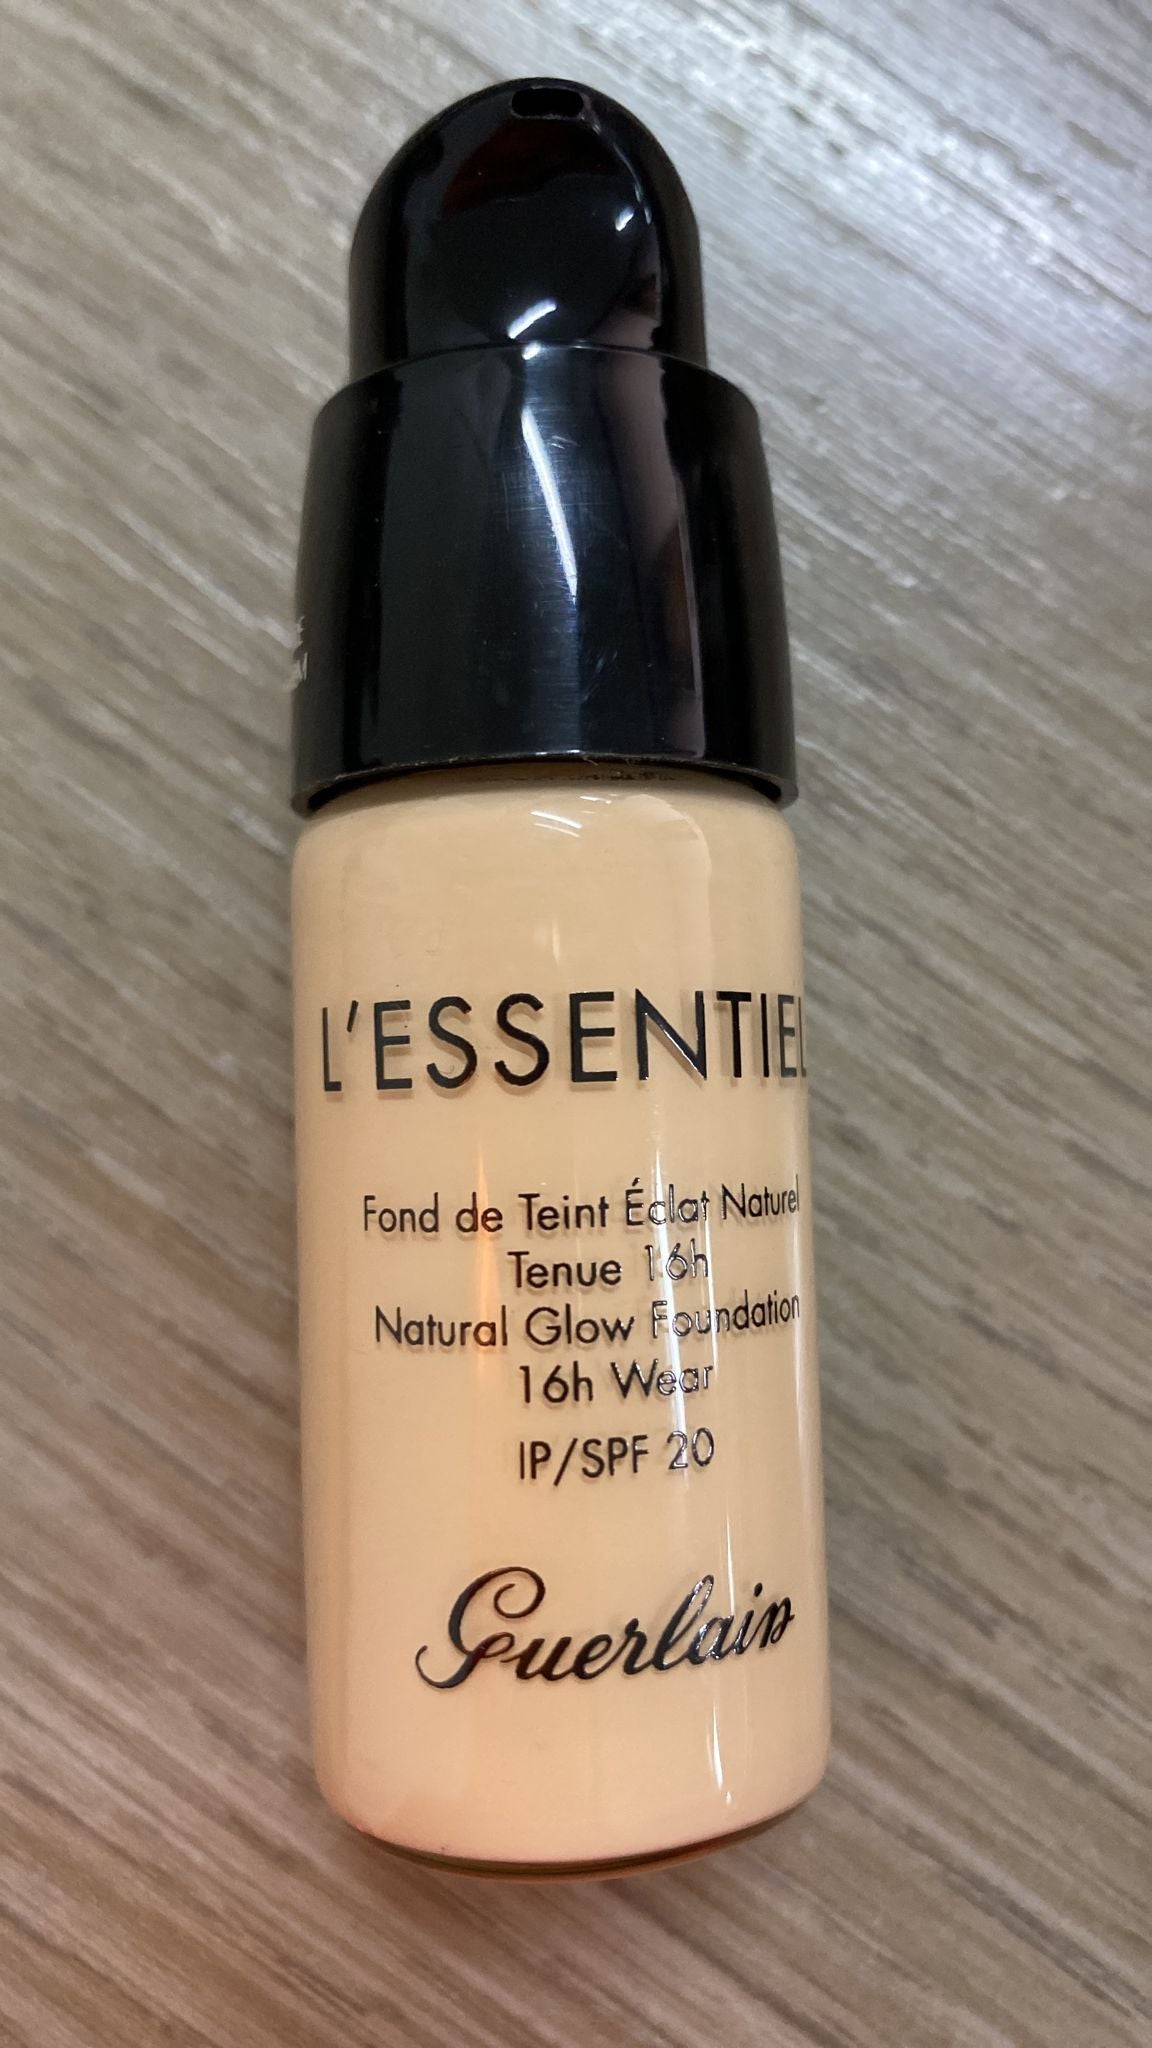 L'ESSENTIEL
Fond de Teint Éclat Naturel
Tenue 16h
Natural Glow Foundation
16h Wear
IP/SPF 20
Guerlain